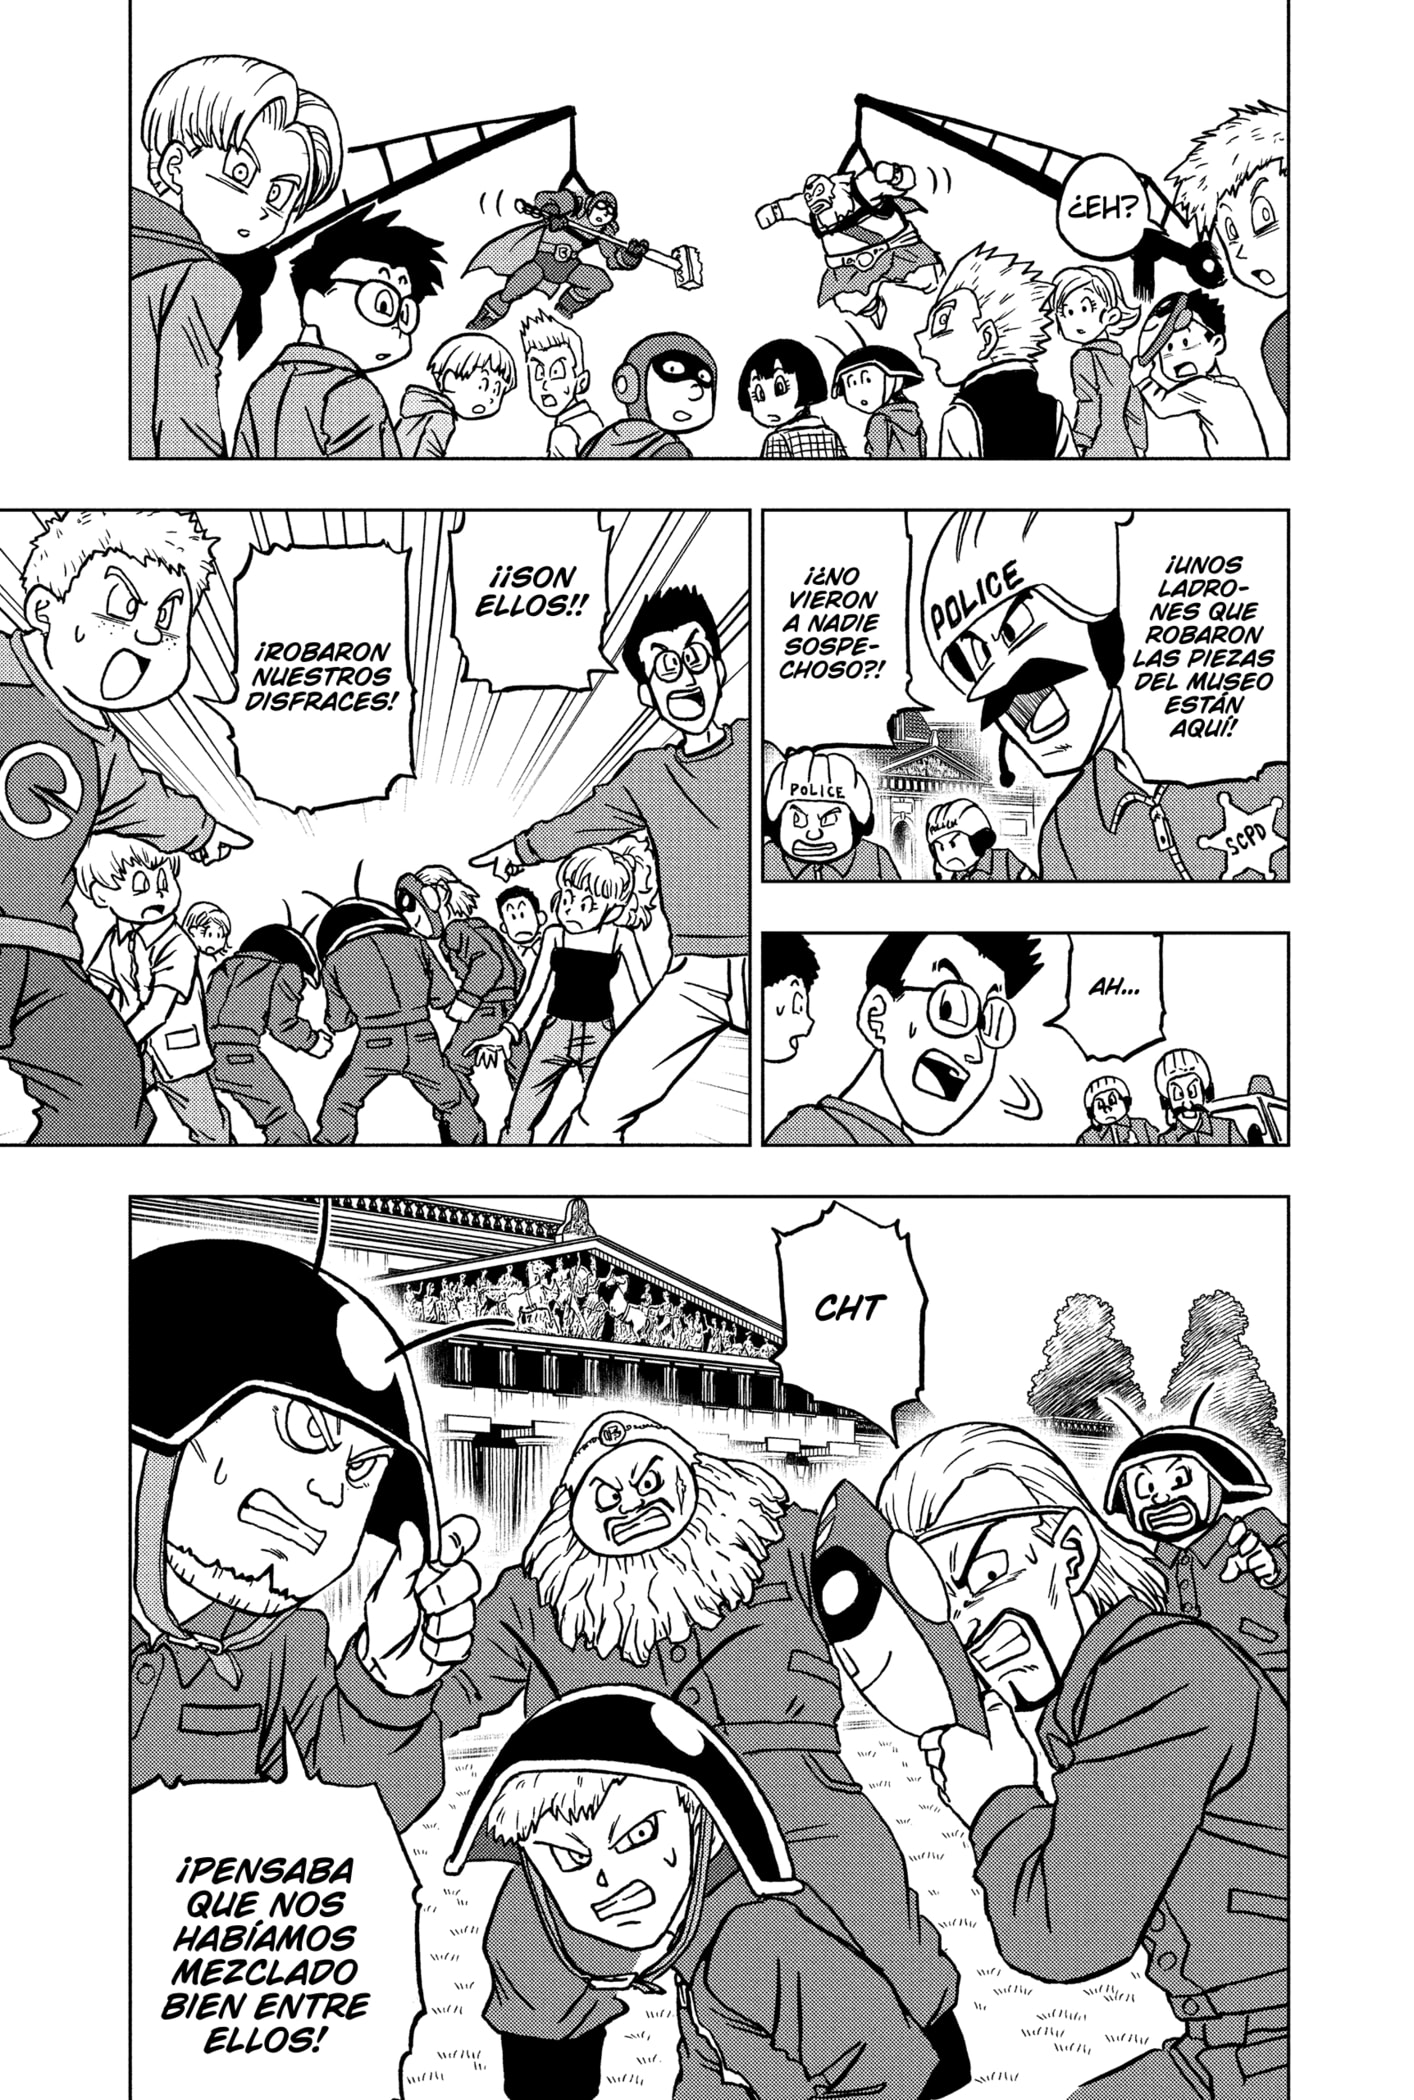 ¿EH?
¡UNOS
LADRO-
NES QUE
ROBARON
LAS PIEZAS
DEL MUSEO
ESTÁN
AQUÍ!
POLICE
SCPD
¡¿NO
VIERON
A NADIE
SOSPE-
CHOSO?!
POLICE
POLICE
AH...
¡¡SON
ELLOS!!
¡ROBARON
NUESTROS
DISFRACES!
CHT
¡PENSABA
QUE NOS
HABÍAMOS
MEZCLADO
BIEN ENTRE
ELLOS!